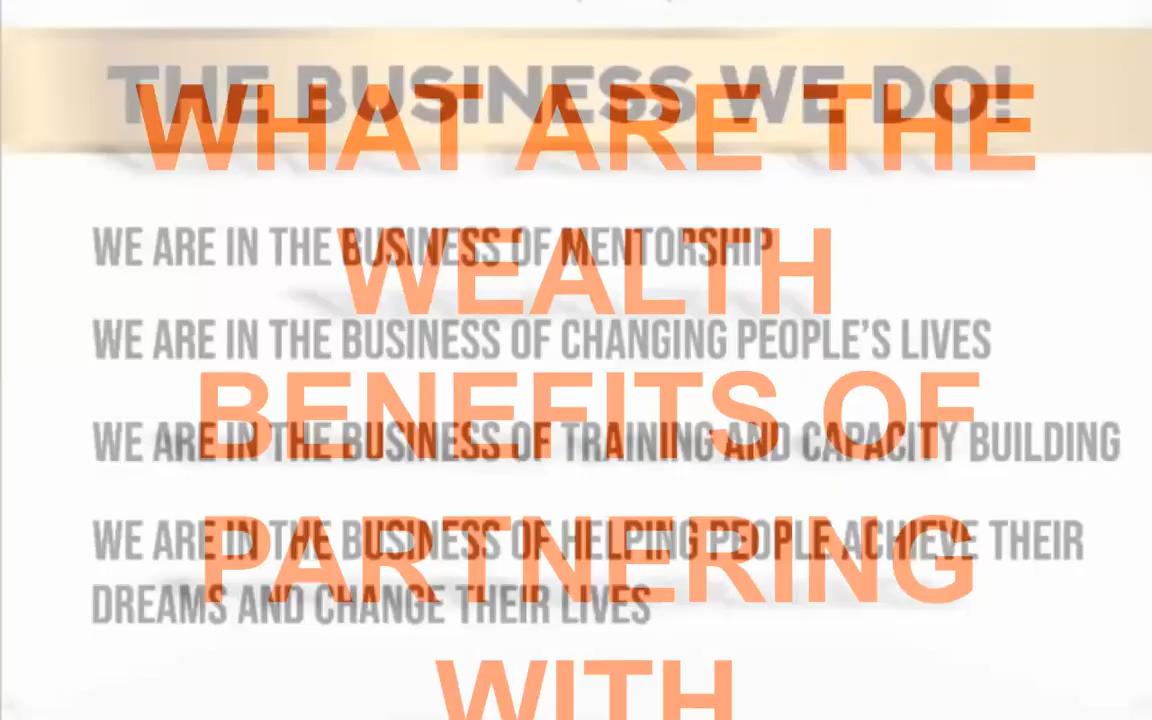 THE BUSINESS WE DO!
WE ARE IN THE BUSINESS OF MENTORSHIP
WE ARE IN THE BUSINESS OF CHANGING PEOPLE'S LIVES
WE ARE IN THE BUSINESS OF TRAINING AND CAPACITY BUILDING
WE ARE IN THE BUSINESS OF HELPING PEOPLE ACHIEVE THEIR
DREAMS AND CHANGE THEIR LIVES
WHAT ARE THE
WEALTH
BENEFITS OF
PARTNERING
WITH